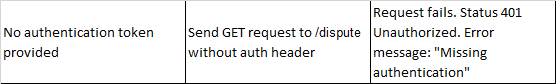 No authentication token
provided
Send GET request to /dispute
without auth header
Request fails. Status 401
Unauthorized. Error
message: "Missing
authentication"